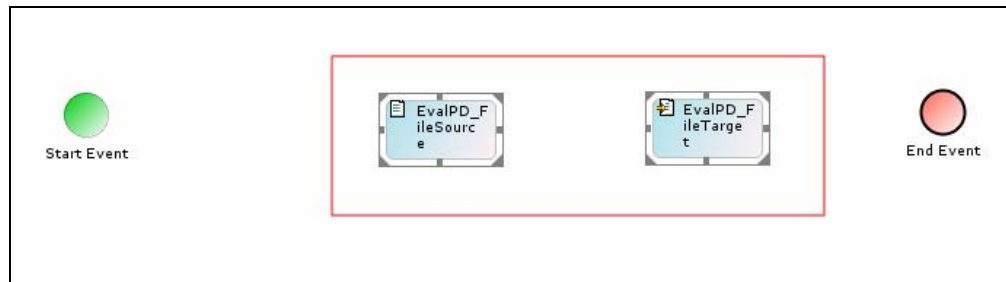 EvalPD_F
ileSourc
e
EvalPD_F
ileTarge
t
Start Event
End Event